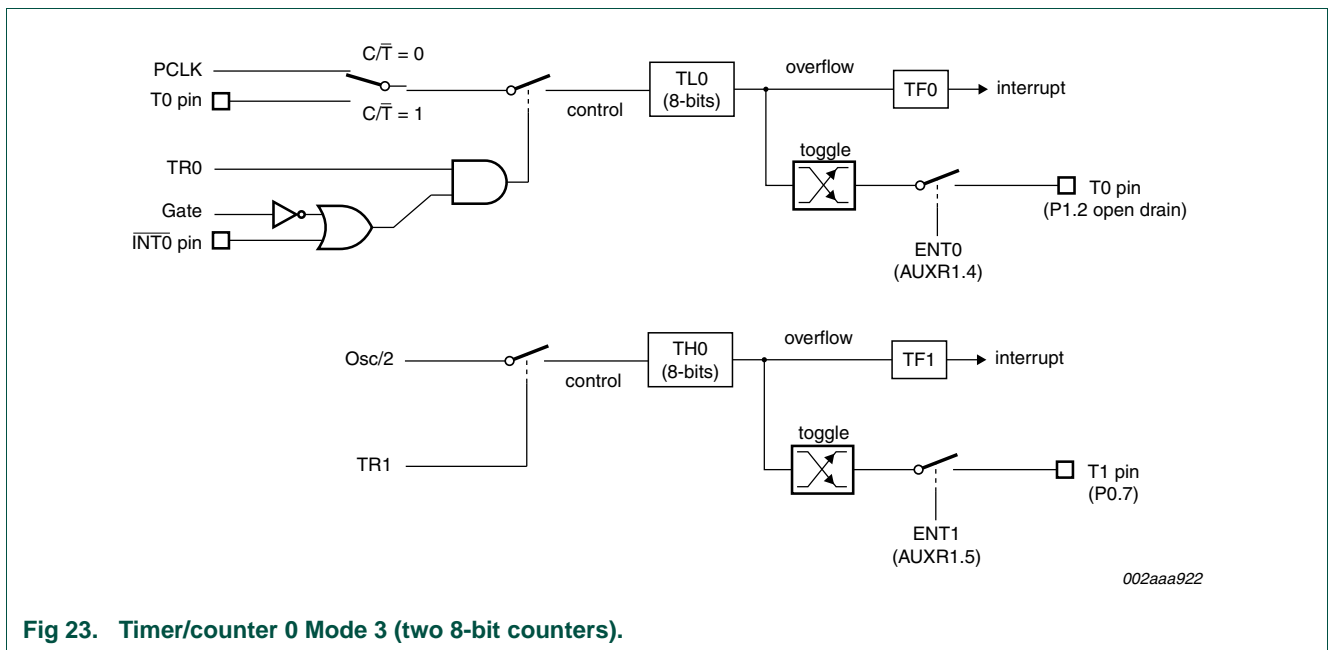 C/T̅ = 0
PCLK
T0 pin
C/T̅ = 1
control
TL0
(8-bits)
overflow
TF0
interrupt
toggle
TR0
Gate
I̅N̅T̅0̅ pin
T0 pin
(P1.2 open drain)
ENT0
(AUXR1.4)
Osc/2
control
TH0
(8-bits)
overflow
TF1
interrupt
toggle
TR1
T1 pin
(P0.7)
ENT1
(AUXR1.5)
002aaa922
Fig 23. Timer/counter 0 Mode 3 (two 8-bit counters).